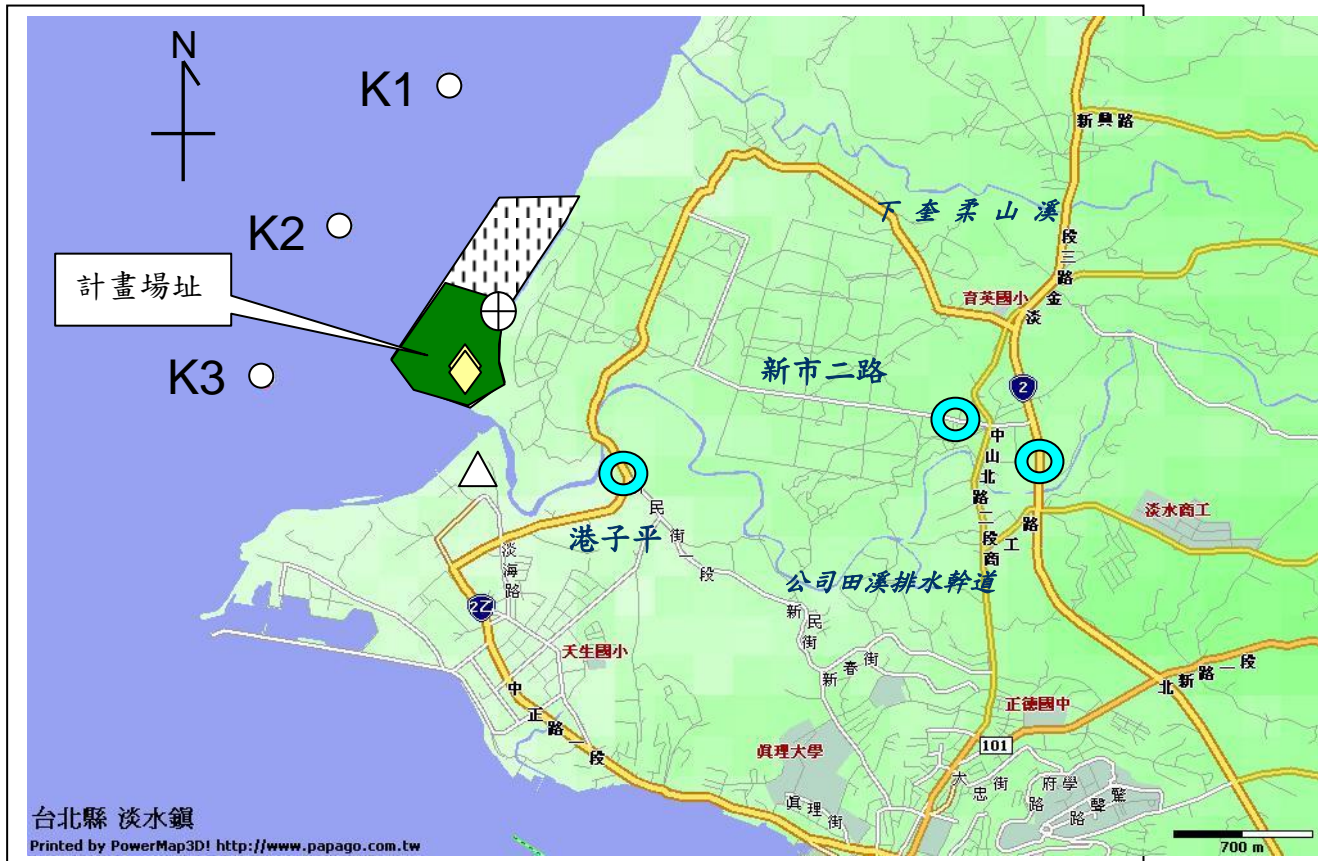 N
K1
新興路
下奎柔山溪
K2
淡金路三段
計畫場址
育英國小
K3
新市二路
2
中山北路二段
淡水商工
港子平
民街一段
商工路
淡海路
公司田溪排水幹道
2乙
新民街
天生國小
新春街
北新路一段
中正路一段
正德國中
真理大學
101
大忠街
府學路
聲
路
真理街
台北縣 淡水鎮
Printed by PowerMap3D! http://www.papago.com.tw
700 m